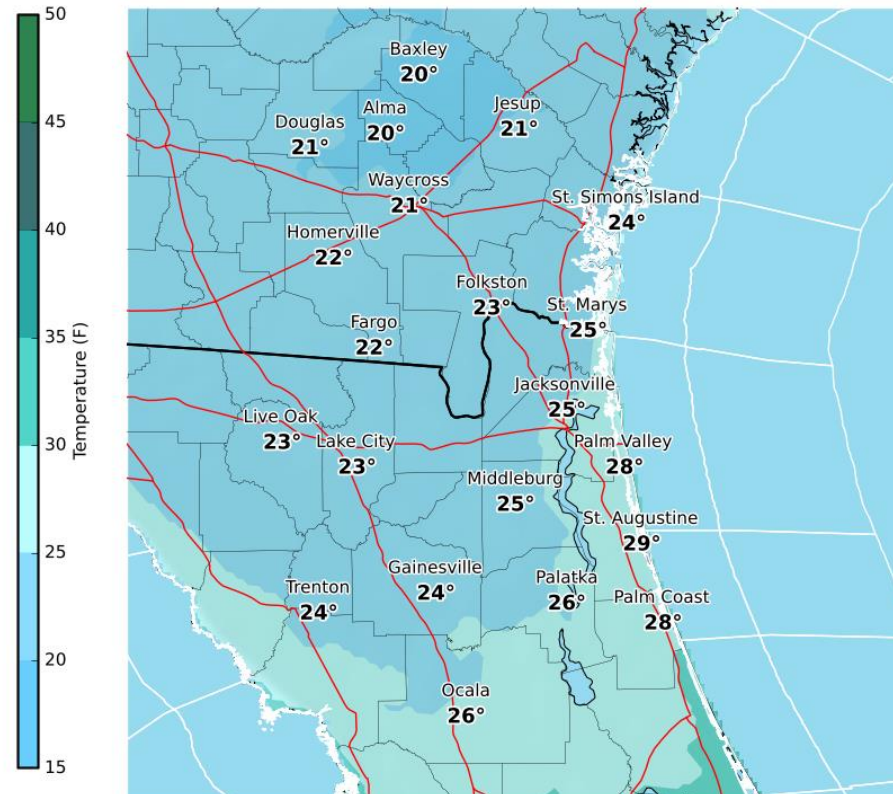 50
45
40
35
30
25
20
15
Temperature (F)
Baxley
20°
Alma
20°
Jesup
21°
Douglas
21°
Waycross
21°
St. Simons Island
24°
Homerville
22°
Folkston
23°
St. Marys
25°
Fargo
22°
Jacksonville
25°
Live Oak
23°
Lake City
23°
Palm Valley
28°
Middleburg
25°
St. Augustine
29°
Gainesville
24°
Trenton
24°
Palatka
26°
Palm Coast
28°
Ocala
26°